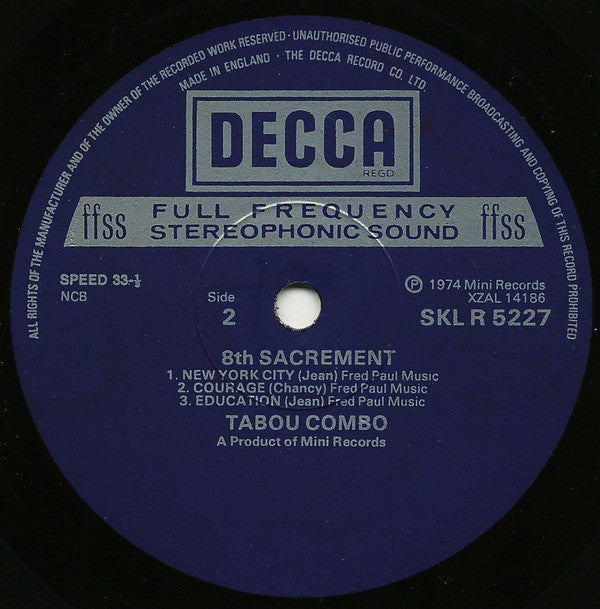 ALL RIGHTS OF THE MANUFACTURER AND OF THE OWNER OF THE RECORDED WORK RESERVED · UNAUTHORISED PUBLIC PERFORMANCE BROADCASTING AND COPYING OF THIS RECORD PROHIBITED
MADE IN ENGLAND · THE DECCA RECORD CO. LTD.
DECCA
REGD
ffss FULL FREQUENCY STEREOPHONIC SOUND ffss
SPEED 33-⅓
NCB
Side
2
Ⓟ 1974 Mini Records
XZAL 14186
SKL R 5227
8th SACREMENT
1. NEW YORK CITY (Jean) Fred Paul Music
2. COURAGE (Chancy) Fred Paul Music
3. EDUCATION (Jean) Fred Paul Music
TABOU COMBO
A Product of Mini Records